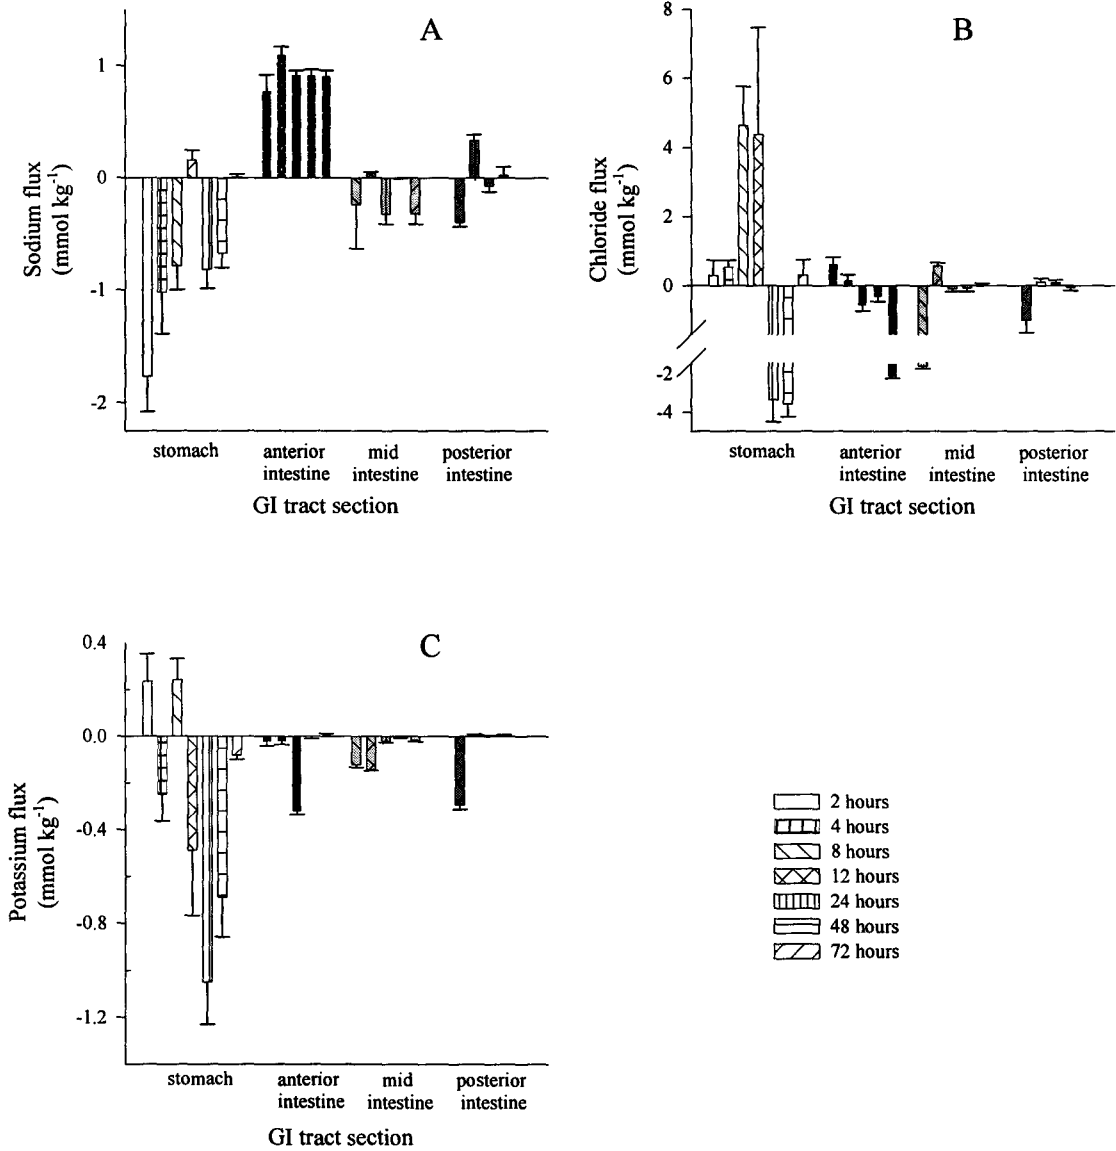 A
1
0
-1
-2
Sodium flux
(mmol kg-1)
stomach
anterior
intestine
mid
intestine
posterior
intestine
GI tract section
B
8
6
4
2
0
-2
-4
Chloride flux
(mmol kg-1)
stomach
anterior
intestine
mid
intestine
posterior
intestine
GI tract section
C
0.4
0.0
-0.4
-0.8
-1.2
Potassium flux
(mmol kg-1)
stomach
anterior
intestine
mid
intestine
posterior
intestine
GI tract section
2 hours
4 hours
8 hours
12 hours
24 hours
48 hours
72 hours